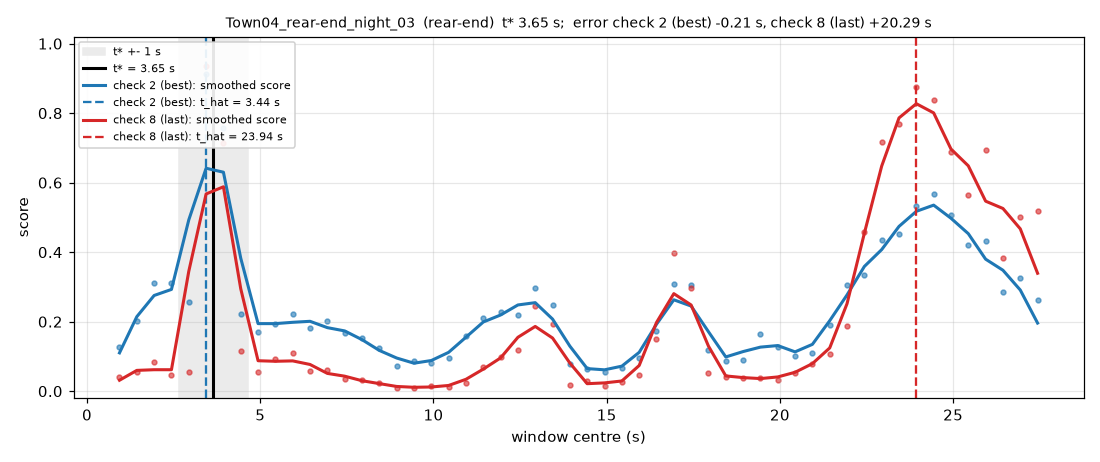 Town04_rear-end_night_03 (rear-end) t* 3.65 s; error check 2 (best) -0.21 s, check 8 (last) +20.29 s
t* +- 1 s
t* = 3.65 s
check 2 (best): smoothed score
check 2 (best): t_hat = 3.44 s
check 8 (last): smoothed score
check 8 (last): t_hat = 23.94 s
1.0
0.8
0.6
0.4
0.2
0.0
score
0 5 10 15 20 25
window centre (s)